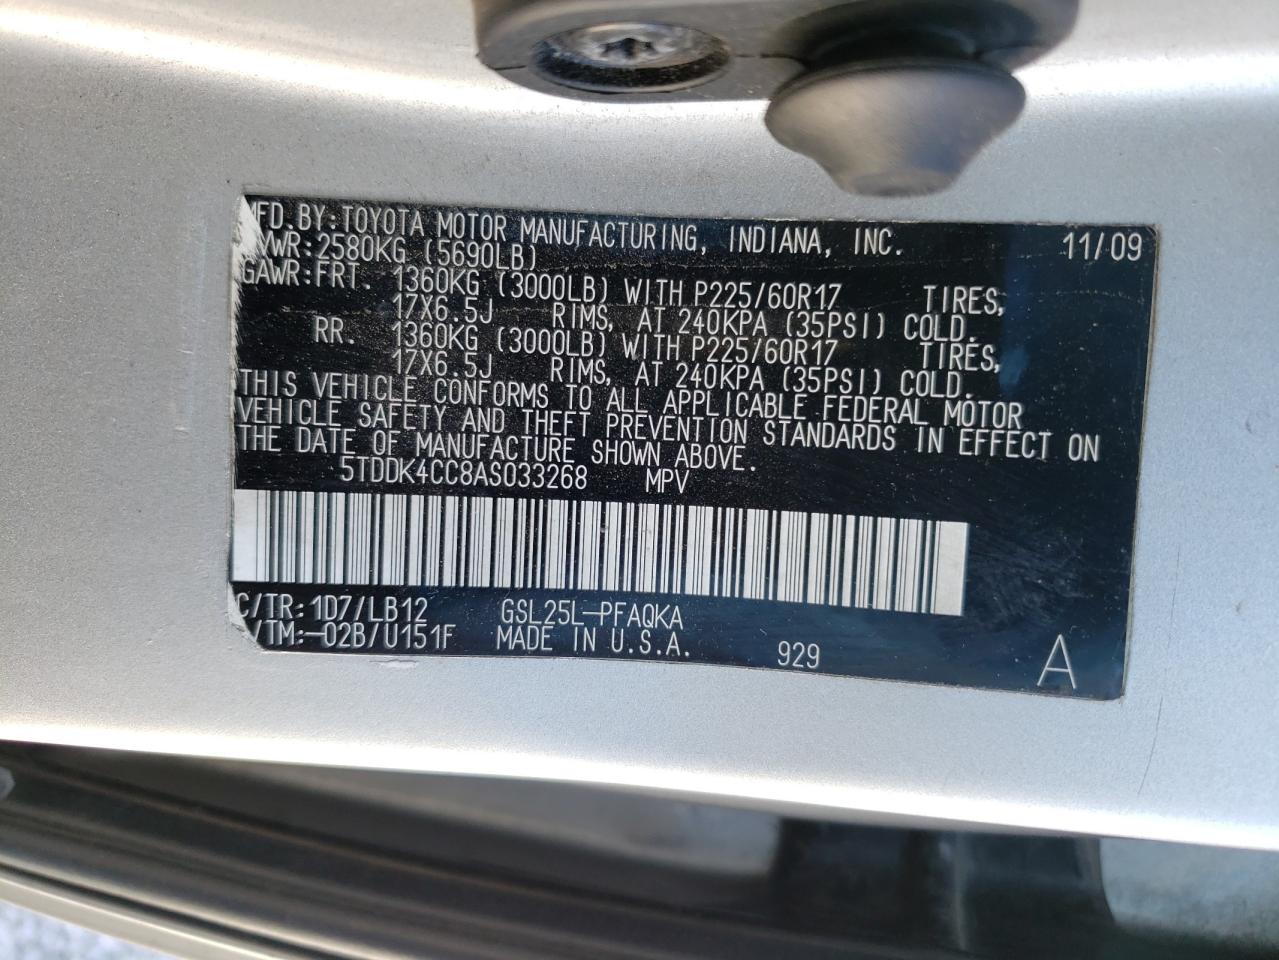 MFD.BY:TOYOTA MOTOR MANUFACTURING, INDIANA, INC. 11/09
GVWR:2580KG (5690LB)
GAWR:FRT. 1360KG (3000LB) WITH P225/60R17 TIRES,
17X6.5J RIMS, AT 240KPA (35PSI) COLD.
RR. 1360KG (3000LB) WITH P225/60R17 TIRES,
17X6.5J RIMS, AT 240KPA (35PSI) COLD.
THIS VEHICLE CONFORMS TO ALL APPLICABLE FEDERAL MOTOR
VEHICLE SAFETY AND THEFT PREVENTION STANDARDS IN EFFECT ON
THE DATE OF MANUFACTURE SHOWN ABOVE.
5TDDK4CC8AS033268 MPV
C/TR:1D7/LB12 GSL25L-PFAQKA
/TM:-02B/U151F MADE IN U.S.A. 929 A